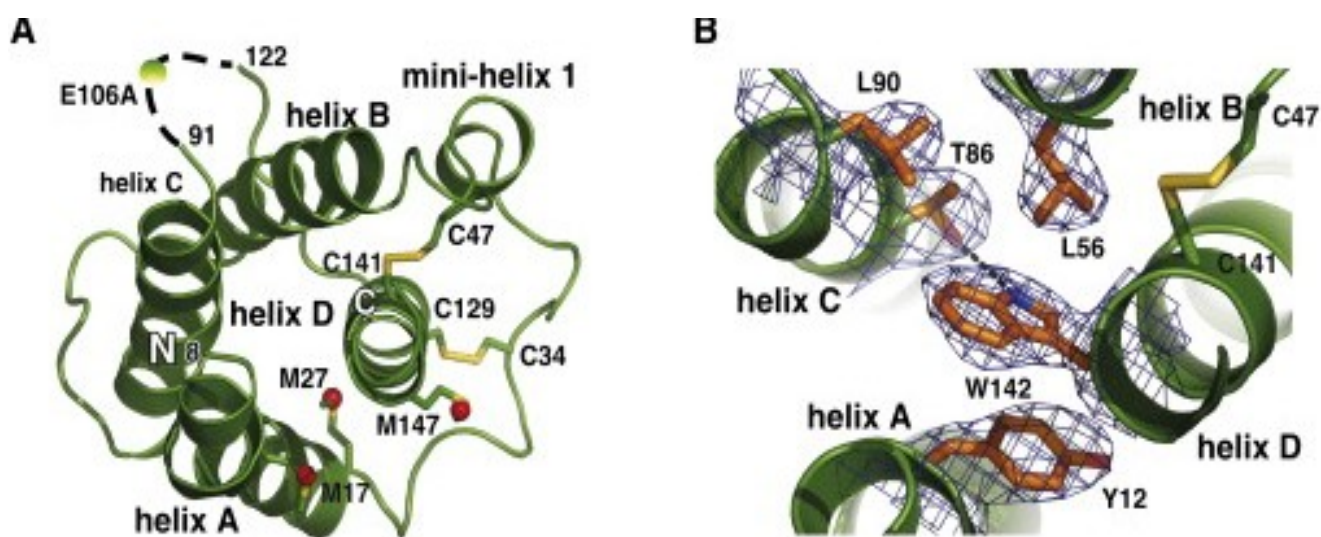 A
122
E106A
91
mini-helix 1
helix B
helix C
C47
C141
C
helix D
C129
N 8
C34
M27
M147
M17
helix A
B
L90
helix B
C47
T86
L56
C141
helix C
W142
helix A
helix D
Y12